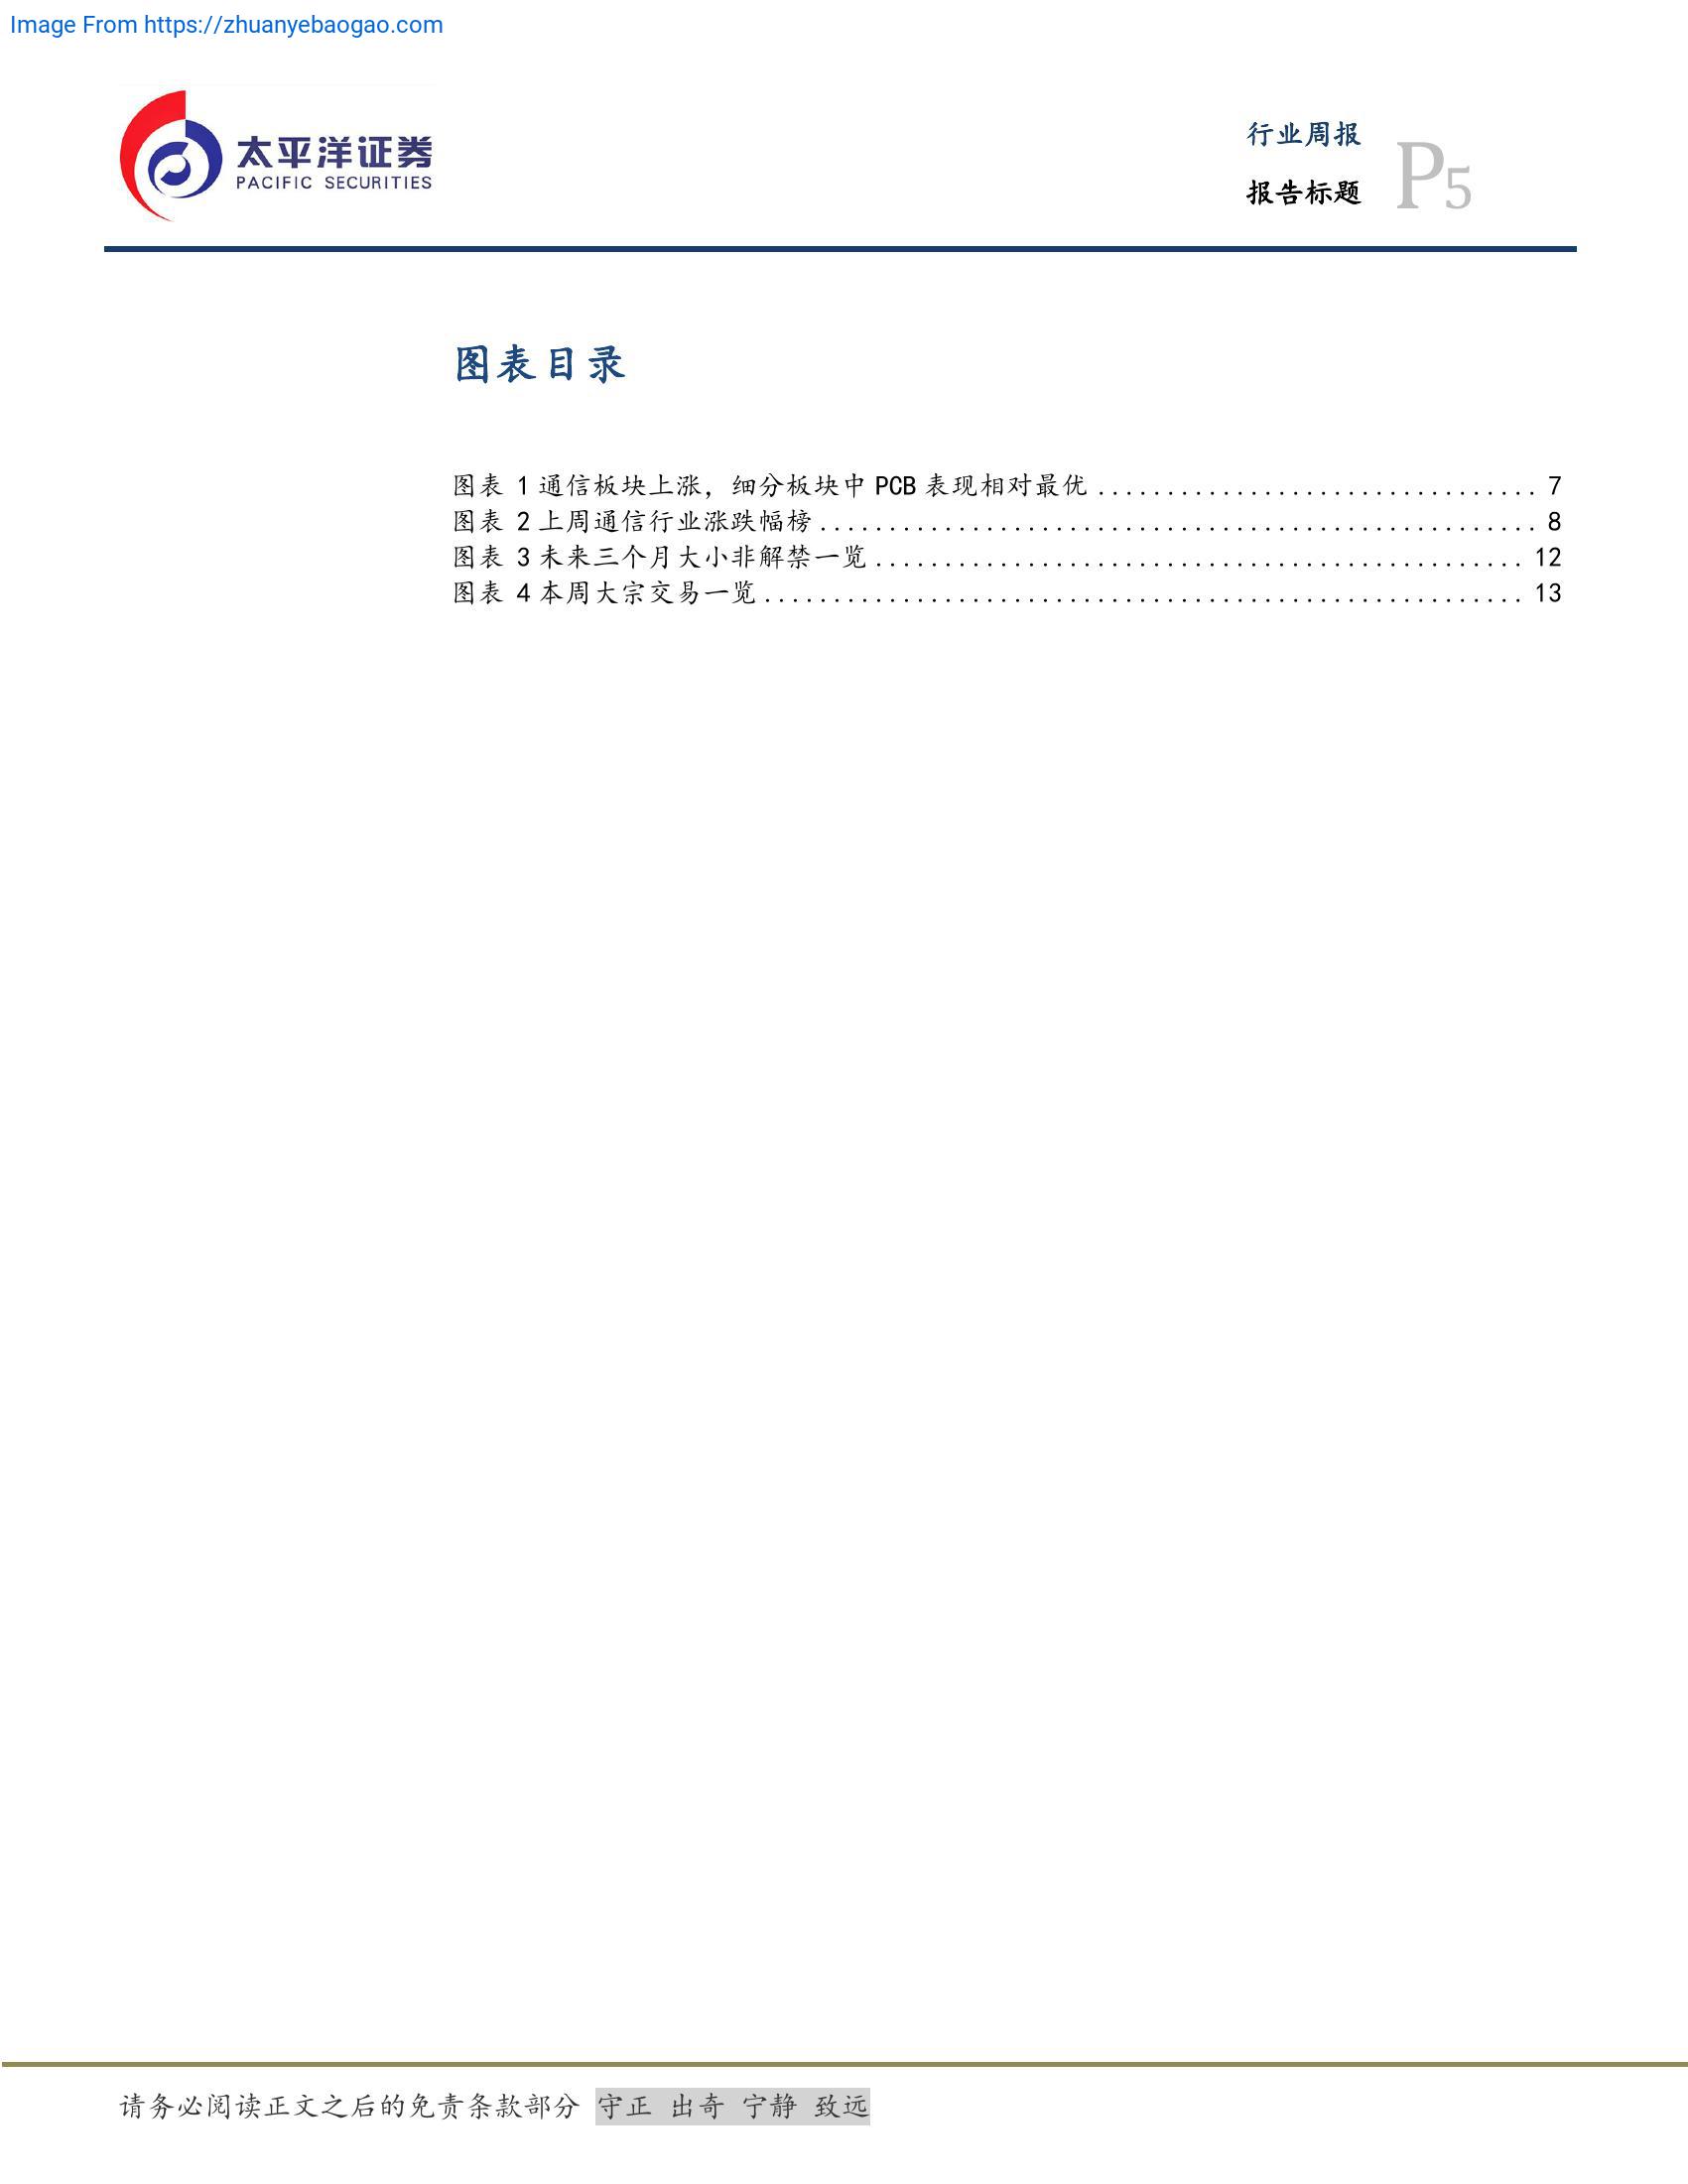 Image From https://zhuanyebaogao.com
太平洋证券
PACIFIC SECURITIES
行业周报
报告标题
P5
图表目录
图表 1 通信板块上涨，细分板块中 PCB 表现相对最优 ................................ 7
图表 2 上周通信行业涨跌幅榜 .................................................... 8
图表 3 未来三个月大小非解禁一览 ............................................... 12
图表 4 本周大宗交易一览 ....................................................... 13
请务必阅读正文之后的免责条款部分 守正 出奇 宁静 致远